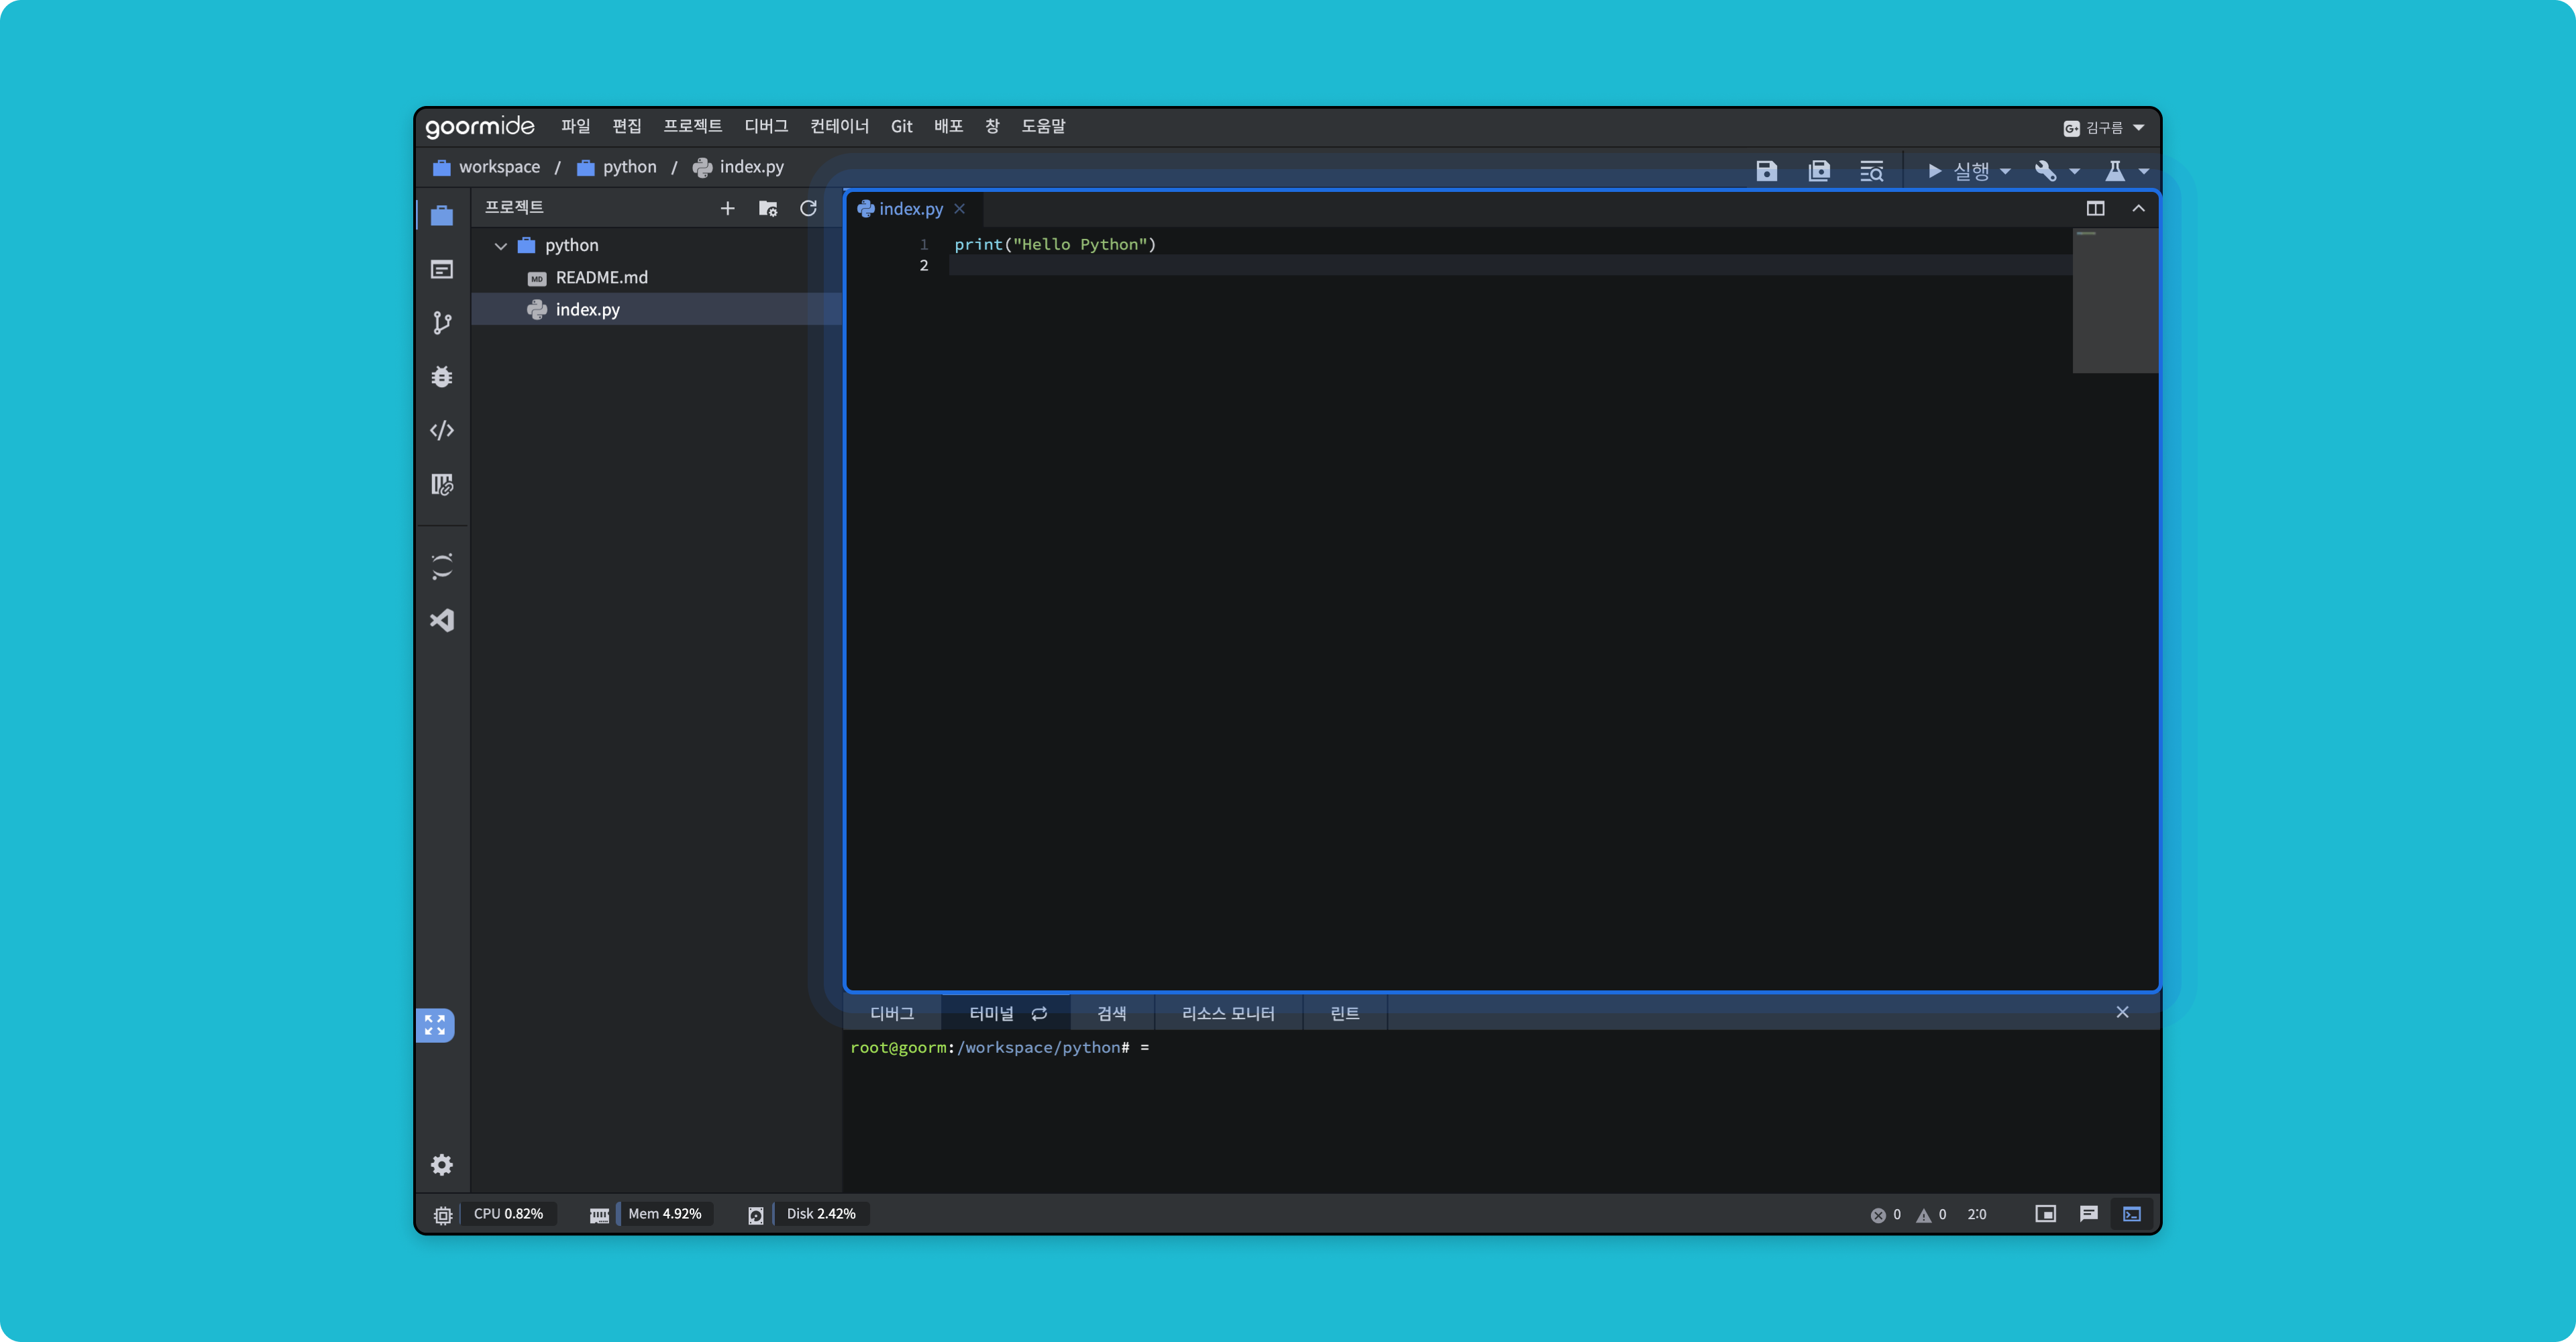 goormide 파일 편집 프로젝트 디버그 컨테이너 Git 배포 창 도움말 G+ 김구름
workspace / python / index.py 실행
프로젝트
index.py
python
README.md
index.py
1 print("Hello Python")
2
디버그 터미널 검색 리소스 모니터 린트
root@goorm:/workspace/python# =
CPU 0.82% Mem 4.92% Disk 2.42% 0 0 2:0